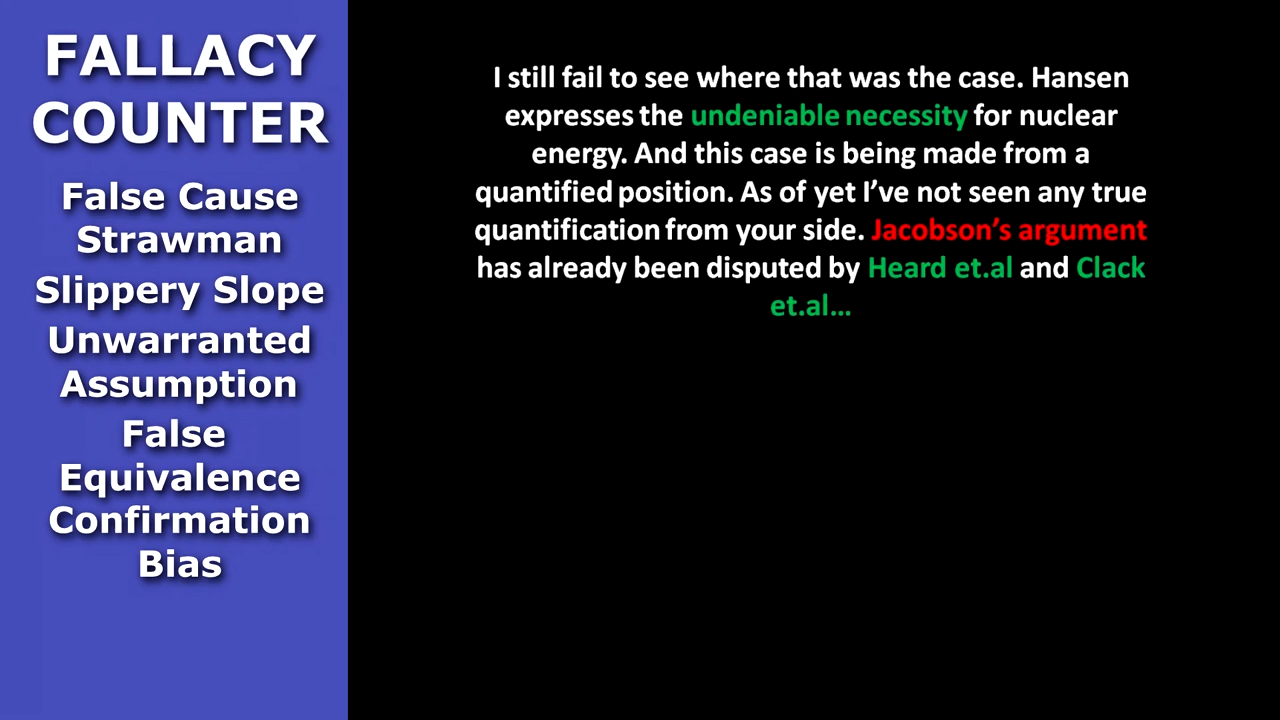 FALLACY
COUNTER
False Cause
Strawman
Slippery Slope
Unwarranted
Assumption
False
Equivalence
Confirmation
Bias
I still fail to see where that was the case. Hansen
expresses the undeniable necessity for nuclear
energy. And this case is being made from a
quantified position. As of yet I’ve not seen any true
quantification from your side. Jacobson’s argument
has already been disputed by Heard et.al and Clack
et.al…